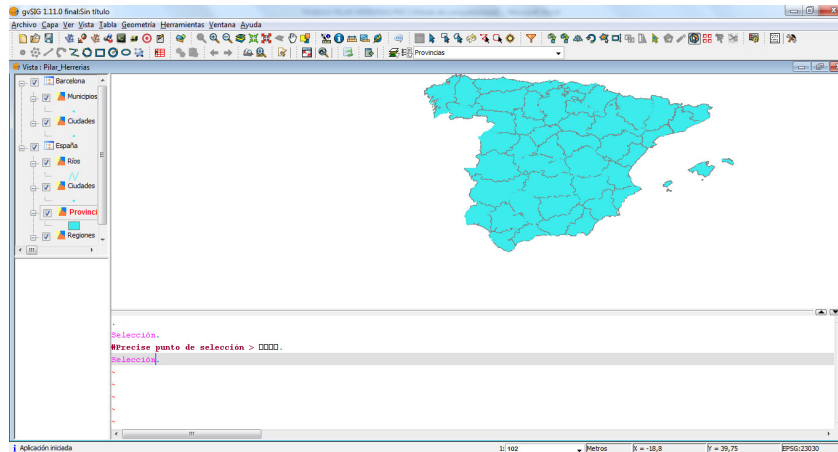 gvSIG 1.11.0 final:Sin título
Archivo Capa Ver Vista Tabla Geometría Herramientas Ventana Ayuda
Provincias
Vista : Pilar_Herrerias
Barcelona
Municipios
Ciudades
España
Ríos
Ciudades
Provinci
Regiones
.
Selección.
#Precise punto de selección > □□□□.
Selección.
~
~
~
~
~
Aplicación iniciada
1: 102
Metros
X = -18,8
Y = 39,75
EPSG:23030